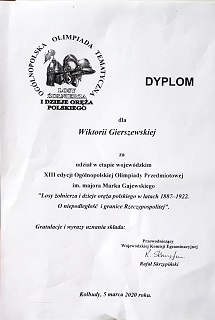 OGÓLNOPOLSKA OLIMPIADA TEMATYCZNA
LOSY
ŻOŁNIERZA
I DZIEJE ORĘŻA
POLSKIEGO
DYPLOM
dla
Wiktorii Gierszewskiej
za
udział w etapie wojewódzkim
XIII edycji Ogólnopolskiej Olimpiady Przedmiotowej
im. majora Marka Gajewskiego
"Losy żołnierza i dzieje oręża polskiego w latach 1887–1922.
O niepodległość i granice Rzeczypospolitej".
Gratulacje i wyrazy uznania składa:
Przewodniczący
Wojewódzkiej Komisji Egzaminacyjnej
Rafał Skrzypiński
Kolbudy, 5 marca 2020 roku.